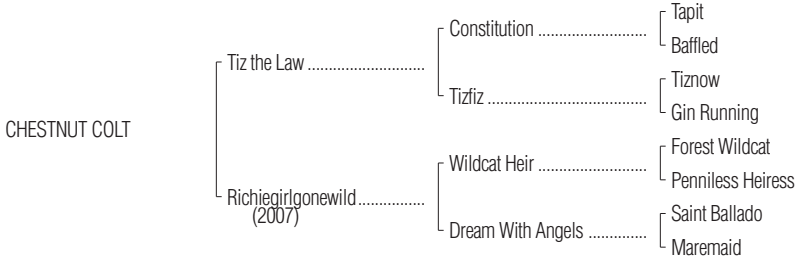 Tapit
Constitution ..........................
Baffled
Tiz the Law ............................
Tiznow
Tizfiz ......................................
Gin Running
CHESTNUT COLT
Forest Wildcat
Wildcat Heir ..........................
Penniless Heiress
Richiegirlgonewild ................
(2007)
Saint Ballado
Dream With Angels ..............
Maremaid